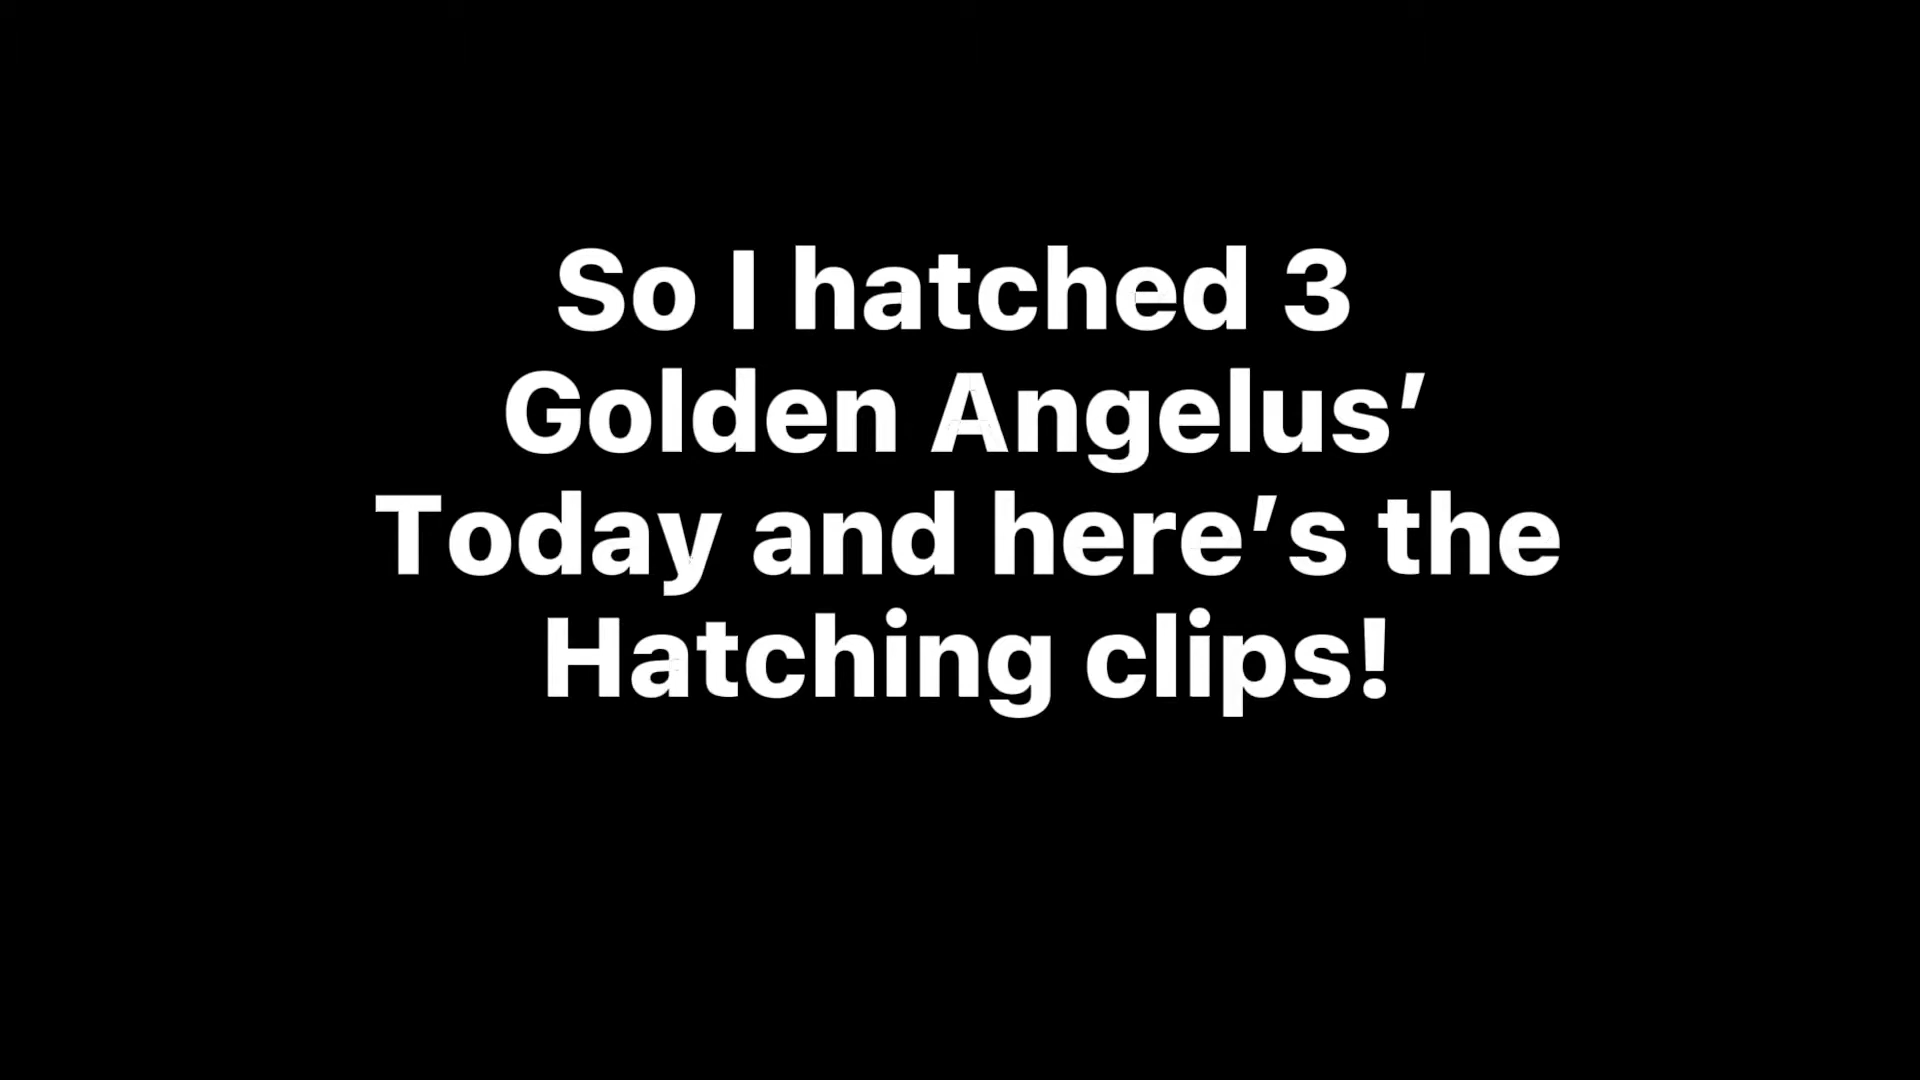 So I hatched 3
Golden Angelus’
Today and here’s the
Hatching clips!